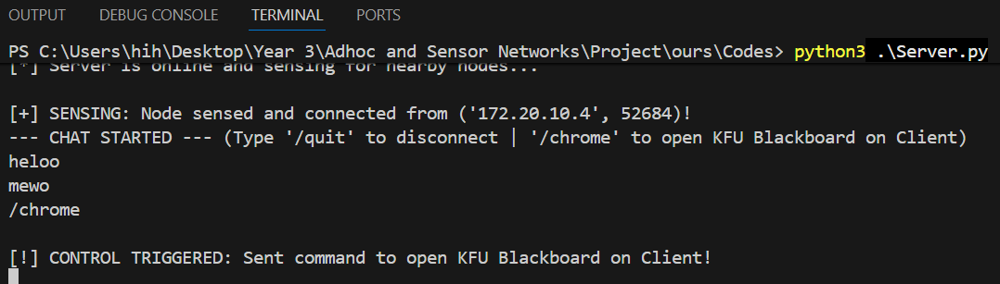 OUTPUT DEBUG CONSOLE TERMINAL PORTS
PS C:\Users\hih\Desktop\Year 3\Adhoc and Sensor Networks\Project\ours\Codes> python3 .\Server.py
[*] Server is online and sensing for nearby nodes...
[+] SENSING: Node sensed and connected from ('172.20.10.4', 52684)!
--- CHAT STARTED --- (Type '/quit' to disconnect | '/chrome' to open KFU Blackboard on Client)
heloo
mewo
/chrome
[!] CONTROL TRIGGERED: Sent command to open KFU Blackboard on Client!